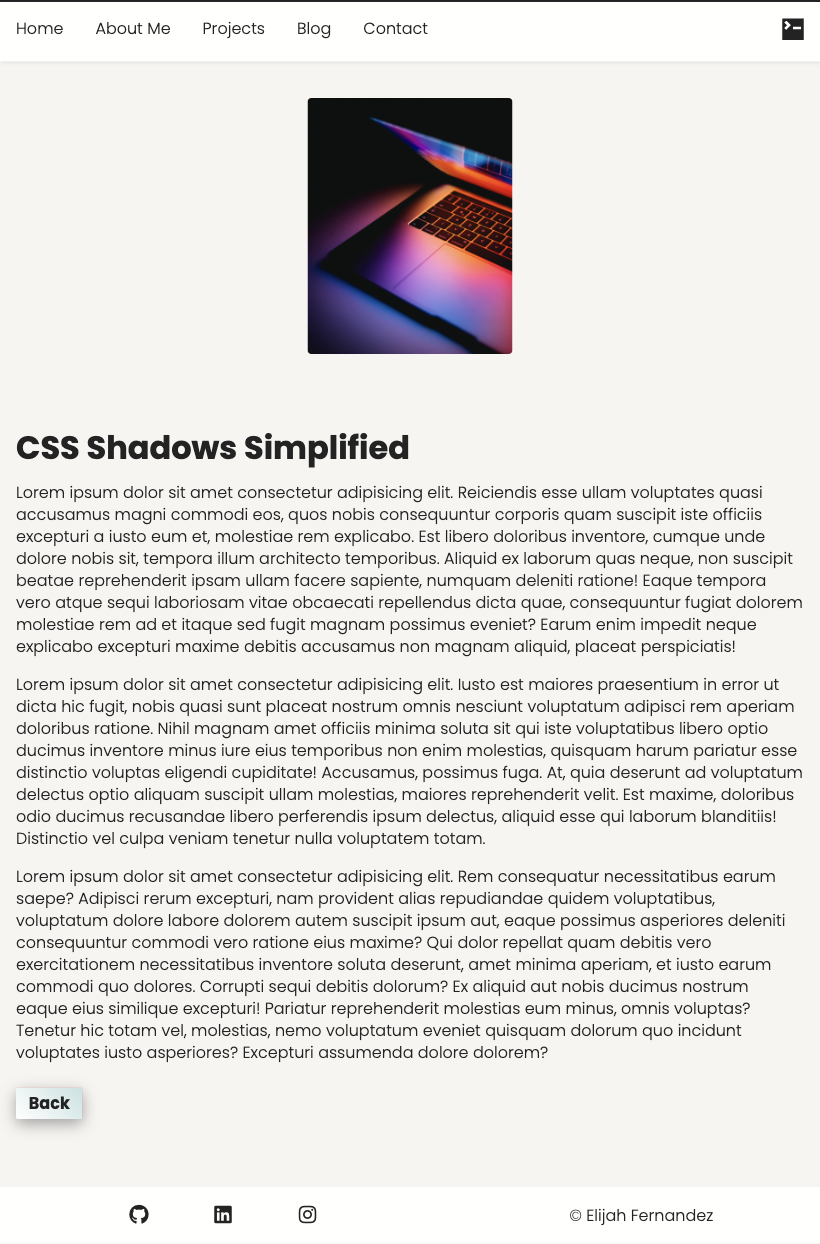 Home About Me Projects Blog Contact
CSS Shadows Simplified
Lorem ipsum dolor sit amet consectetur adipisicing elit. Reiciendis esse ullam voluptates quasi
accusamus magni commodi eos, quos nobis consequuntur corporis quam suscipit iste officiis
excepturi a iusto eum et, molestiae rem explicabo. Est libero doloribus inventore, cumque unde
dolore nobis sit, tempora illum architecto temporibus. Aliquid ex laborum quas neque, non suscipit
beatae reprehenderit ipsam ullam facere sapiente, numquam deleniti ratione! Eaque tempora
vero atque sequi laboriosam vitae obcaecati repellendus dicta quae, consequuntur fugiat dolorem
molestiae rem ad et itaque sed fugit magnam possimus eveniet? Earum enim impedit neque
explicabo excepturi maxime debitis accusamus non magnam aliquid, placeat perspiciatis!
Lorem ipsum dolor sit amet consectetur adipisicing elit. Iusto est maiores praesentium in error ut
dicta hic fugit, nobis quasi sunt placeat nostrum omnis nesciunt voluptatum adipisci rem aperiam
doloribus ratione. Nihil magnam amet officiis minima soluta sit qui iste voluptatibus libero optio
ducimus inventore minus iure eius temporibus non enim molestias, quisquam harum pariatur esse
distinctio voluptas eligendi cupiditate! Accusamus, possimus fuga. At, quia deserunt ad voluptatum
delectus optio aliquam suscipit ullam molestias, maiores reprehenderit velit. Est maxime, doloribus
odio ducimus recusandae libero perferendis ipsum delectus, aliquid esse qui laborum blanditiis!
Distinctio vel culpa veniam tenetur nulla voluptatem totam.
Lorem ipsum dolor sit amet consectetur adipisicing elit. Rem consequatur necessitatibus earum
saepe? Adipisci rerum excepturi, nam provident alias repudiandae quidem voluptatibus,
voluptatum dolore labore dolorem autem suscipit ipsum aut, eaque possimus asperiores deleniti
consequuntur commodi vero ratione eius maxime? Qui dolor repellat quam debitis vero
exercitationem necessitatibus inventore soluta deserunt, amet minima aperiam, et iusto earum
commodi quo dolores. Corrupti sequi debitis dolorum? Ex aliquid aut nobis ducimus nostrum
eaque eius similique excepturi! Pariatur reprehenderit molestias eum minus, omnis voluptas?
Tenetur hic totam vel, molestias, nemo voluptatum eveniet quisquam dolorum quo incidunt
voluptates iusto asperiores? Excepturi assumenda dolore dolorem?
Back
© Elijah Fernandez